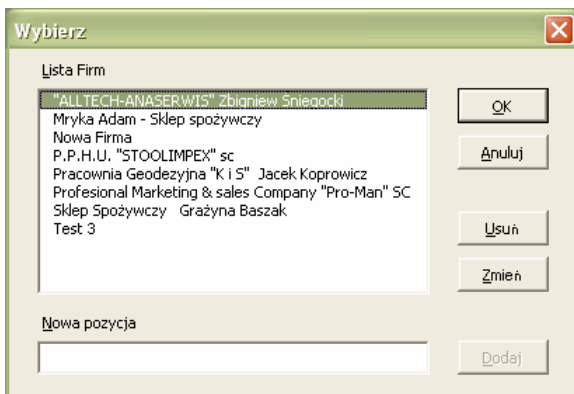 Wybierz
Lista Firm
"ALLTECH-ANASERWIS" Zbigniew Śniegocki
Mryka Adam - Sklep spożywczy
Nowa Firma
P.P.H.U. "STOOLIMPEX" sc
Pracownia Geodezyjna "K i S" Jacek Koprowicz
Profesional Marketing & sales Company "Pro-Man" SC
Sklep Spożywczy Grażyna Baszak
Test 3
OK
Anuluj
Usuń
Zmień
Nowa pozycja
Dodaj